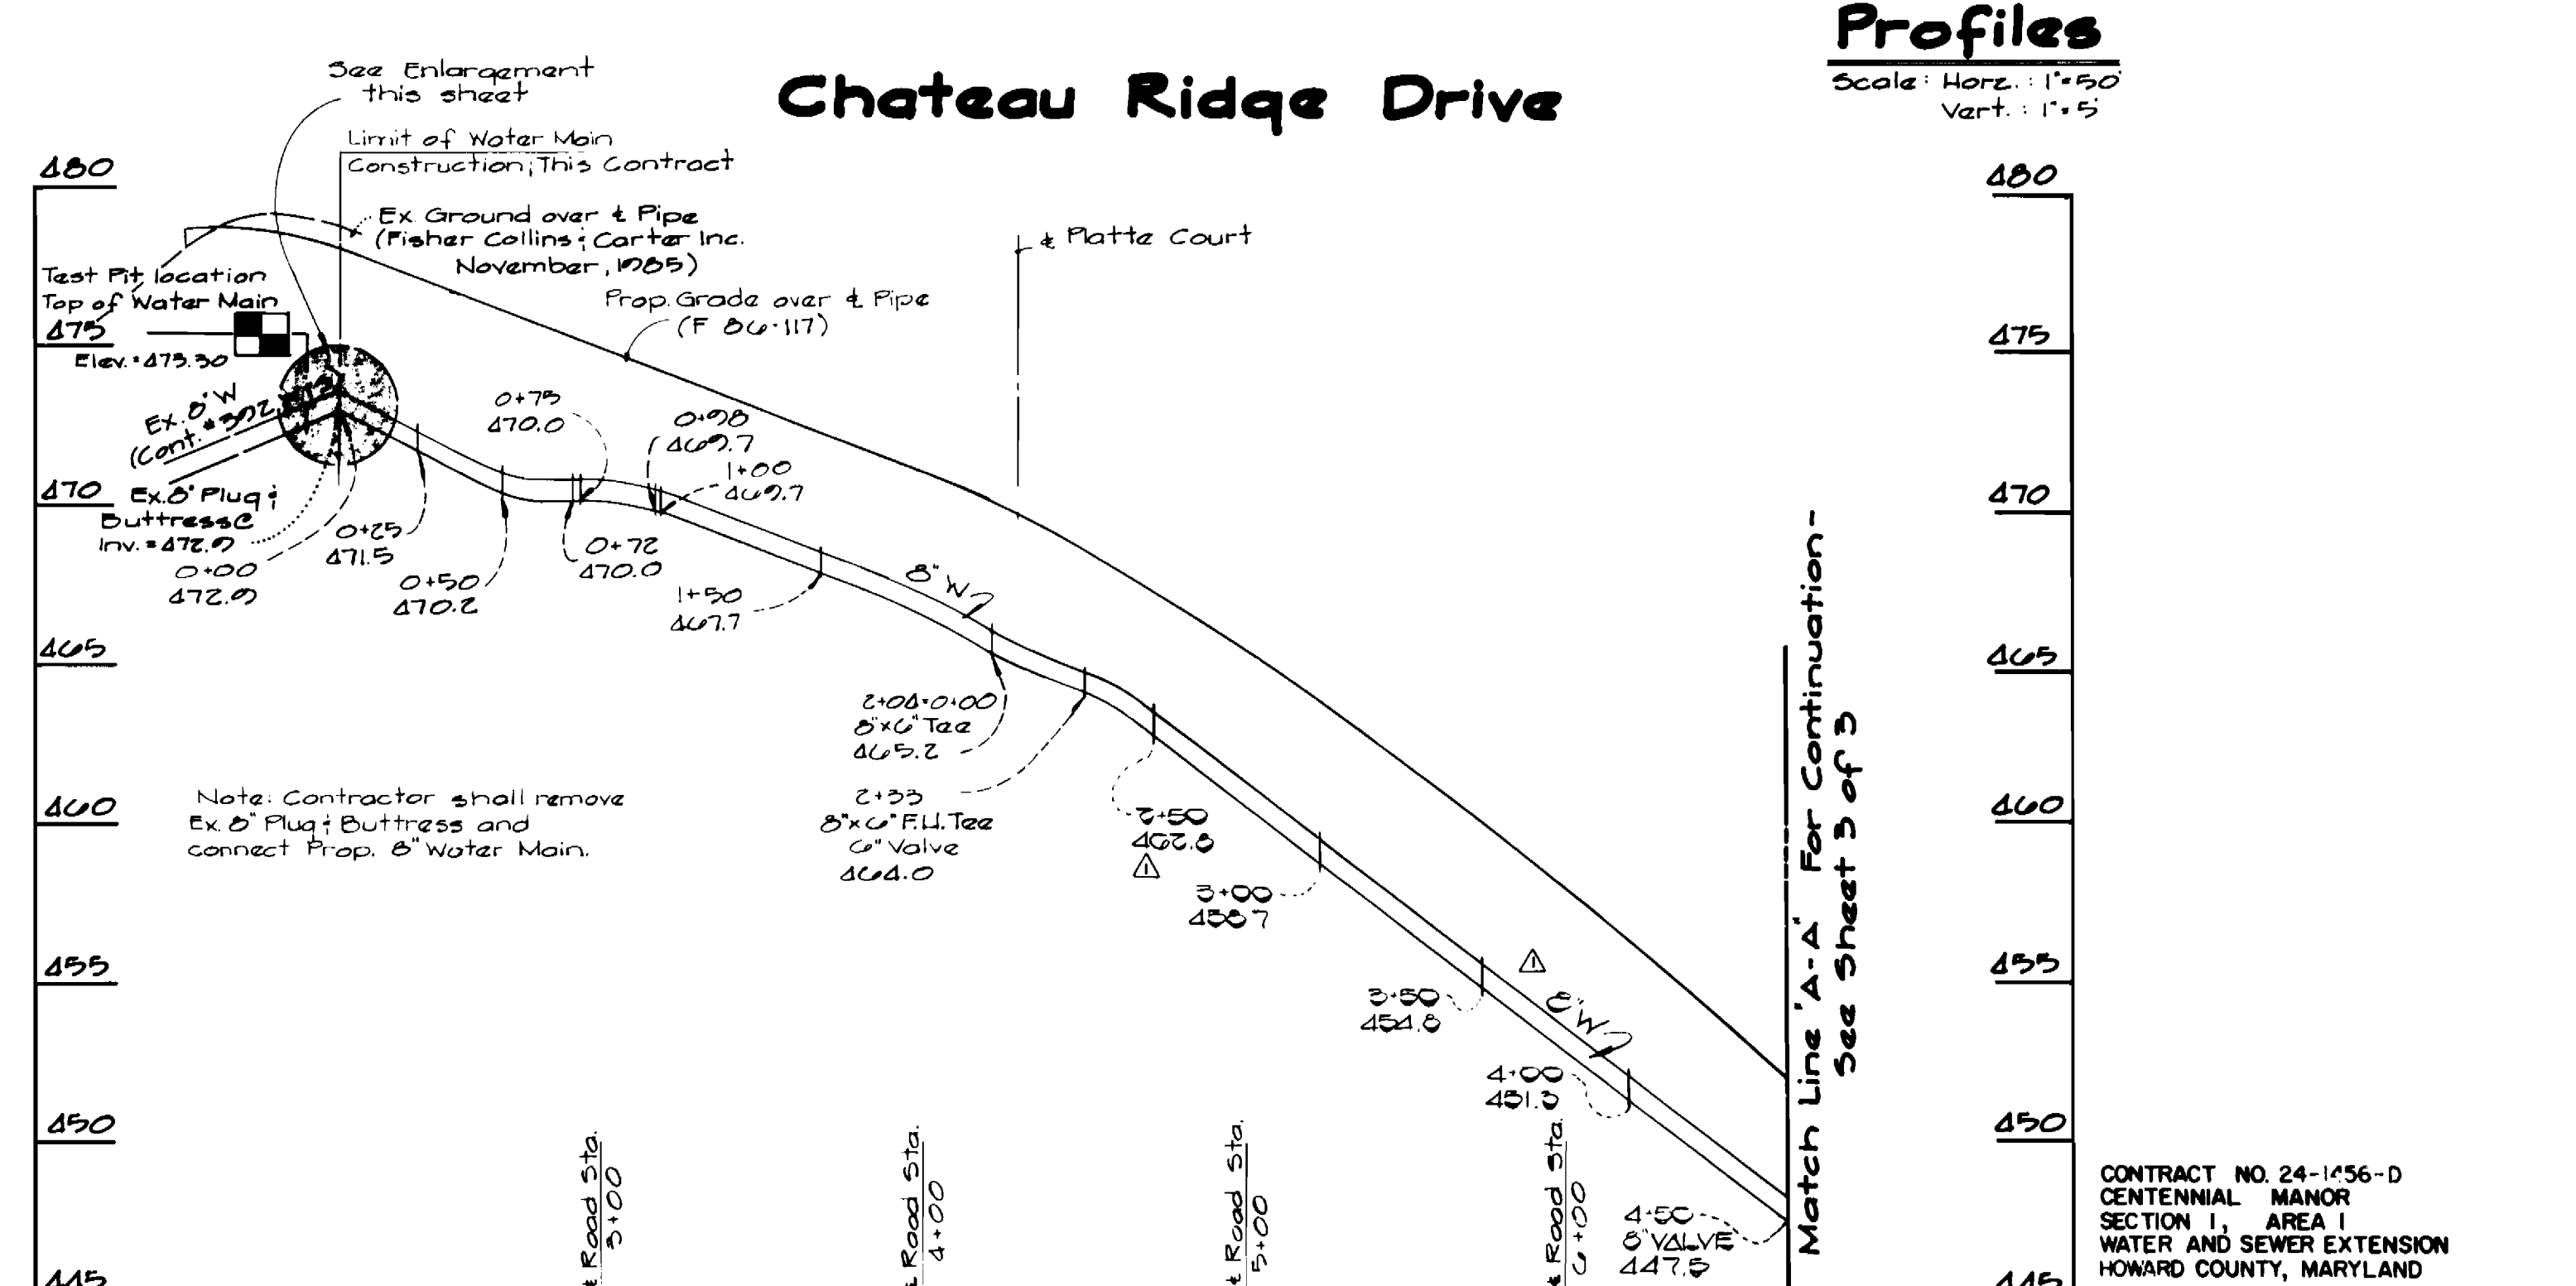 Profiles
Scale: Horz.: 1"=50'
Vert.: 1"=5'
Chateau Ridge Drive
See Enlargement
this sheet
Limit of Water Main
Construction; This Contract
Ex. Ground over ℄ Pipe
(Fisher Collins & Carter Inc.
November, 1985)
Prop. Grade over ℄ Pipe
(F 86-117)
℄ Platte Court
480
475
470
465
460
455
450
445
Test Pit location
Top of Water Main
Elev.=473.30
Ex. 8" W
(Cont. #392
Ex. 8" Plug &
Buttress @
Inv.=472.9
0+00
472.9
0+25
471.5
0+50
470.2
0+75
470.0
0+72
470.0
0+98
469.7
1+00
469.7
1+50
467.7
8" W
2+04=0+00
8"x6" Tee
465.2
2+33
8"x6" F.H. Tee
6" Valve
464.0
2+50
462.8
1
3+00
458.7
3+50
454.8
1
8" W
4+00
451.3
4+50
8" VALVE
447.5
Note: Contractor shall remove
Ex. 8" Plug & Buttress and
connect Prop. 8" Water Main.
℄ Road Sta.
3+00
℄ Road Sta.
4+00
℄ Road Sta.
5+00
℄ Road Sta.
6+00
Match Line "A-A" For Continuation-
See Sheet 3 of 3
480
475
470
465
460
455
450
445
CONTRACT NO. 24-1456-D
CENTENNIAL MANOR
SECTION 1, AREA 1
WATER AND SEWER EXTENSION
HOWARD COUNTY, MARYLAND